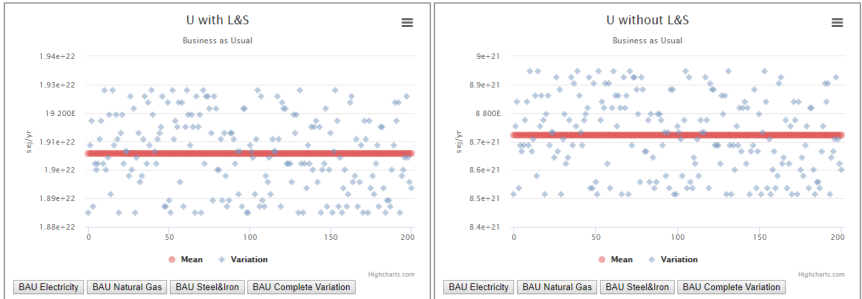 U with L&S
Business as Usual
1.94e+22
1.93e+22
19 200E
1.91e+22
1.9e+22
1.89e+22
1.88e+22
sej/yr
0 50 100 150 200
Mean Variation
Highcharts.com
BAU Electricity BAU Natural Gas BAU Steel&Iron BAU Complete Variation
U without L&S
Business as Usual
9e+21
8.9e+21
8 800E
8.7e+21
8.6e+21
8.5e+21
8.4e+21
sej/yr
0 50 100 150 200
Mean Variation
Highcharts.com
BAU Electricity BAU Natural Gas BAU Steel&Iron BAU Complete Variation